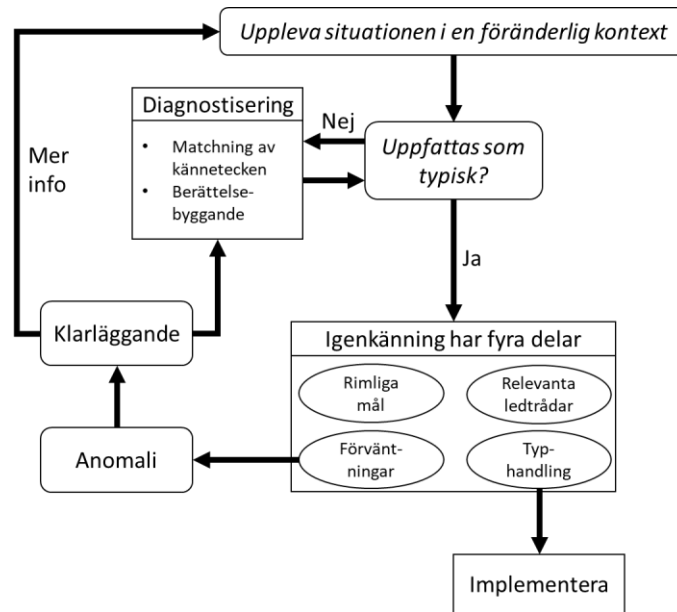 Uppleva situationen i en föränderlig kontext
Diagnostisering
• Matchning av
kännetecken
• Berättelse-
byggande
Nej
Uppfattas som
typisk?
Mer
info
Ja
Klarläggande
Igenkänning har fyra delar
Rimliga
mål
Relevanta
ledtrådar
Förvänt-
ningar
Typ-
handling
Anomali
Implementera